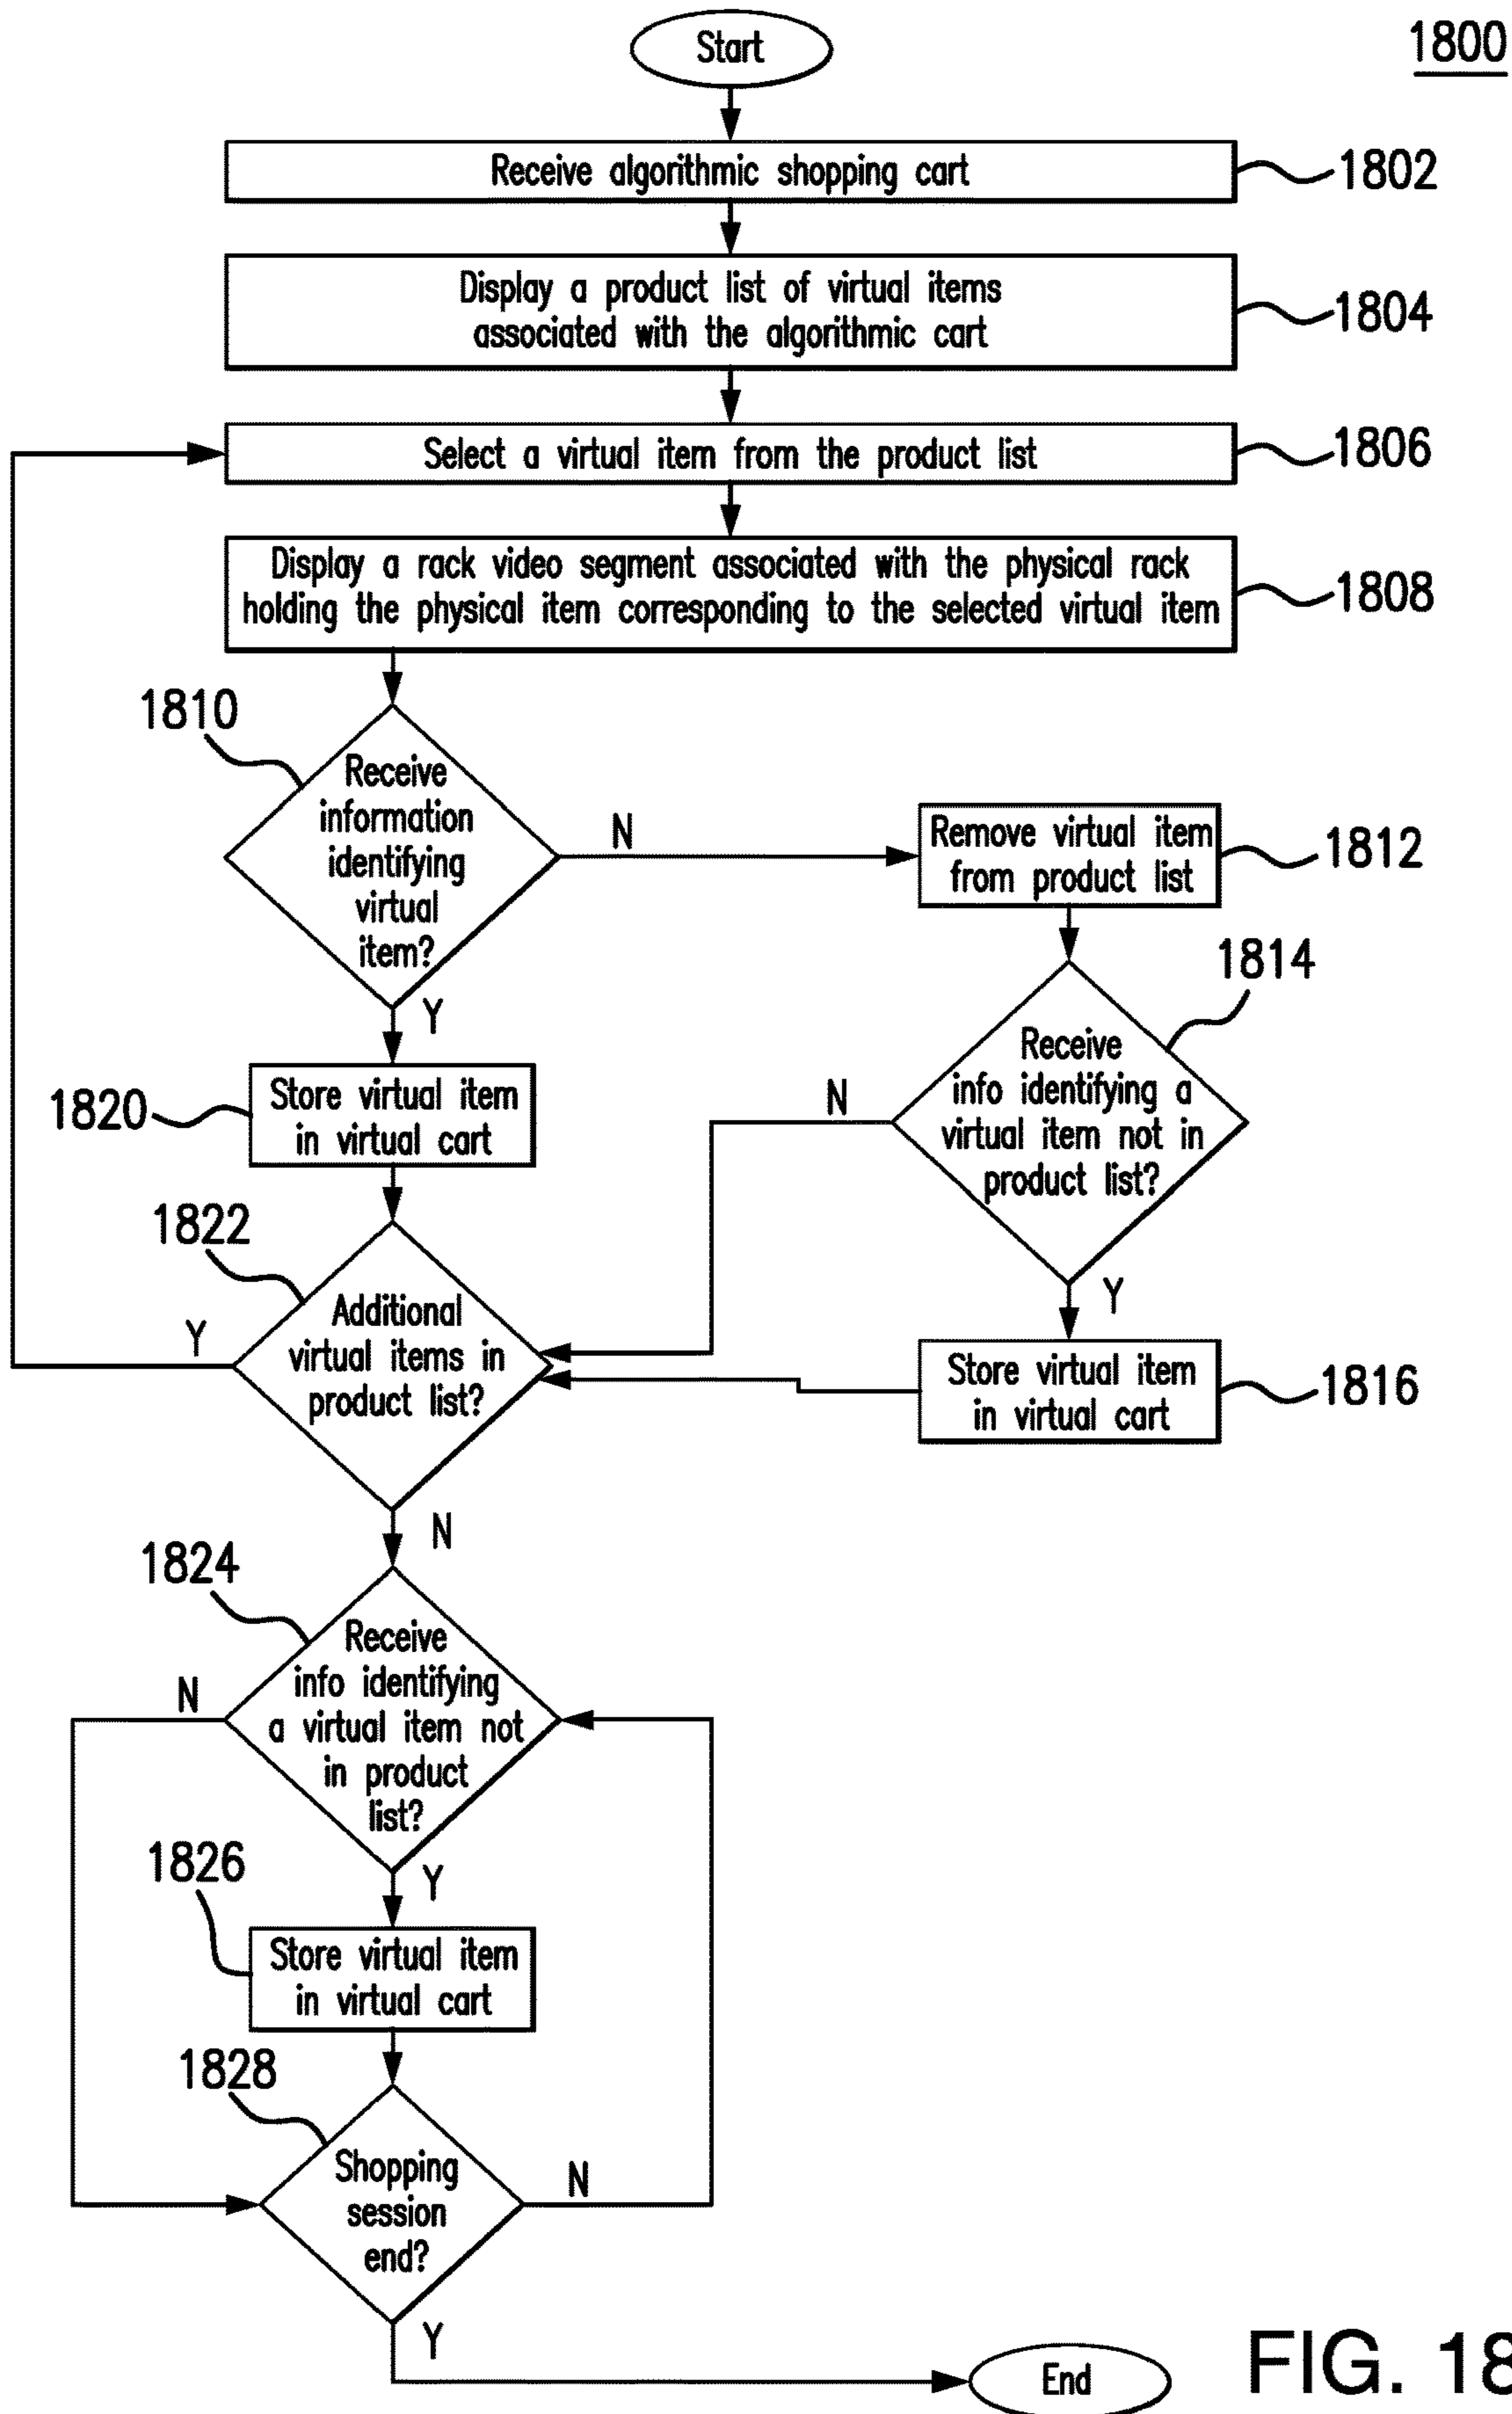 Start
1800
Receive algorithmic shopping cart
1802
Display a product list of virtual items
associated with the algorithmic cart
1804
Select a virtual item from the product list
1806
Display a rack video segment associated with the physical rack
holding the physical item corresponding to the selected virtual item
1808
1810
Receive
information
identifying
virtual
item?
N
Y
Remove virtual item
from product list
1812
1814
Receive
info identifying a
virtual item not in
product list?
N
Y
1820
Store virtual item
in virtual cart
1822
Additional
virtual items in
product list?
Y
N
Store virtual item
in virtual cart
1816
1824
Receive
info identifying
a virtual item not
in product
list?
N
Y
1826
Store virtual item
in virtual cart
1828
Shopping
session
end?
N
Y
End
FIG. 18